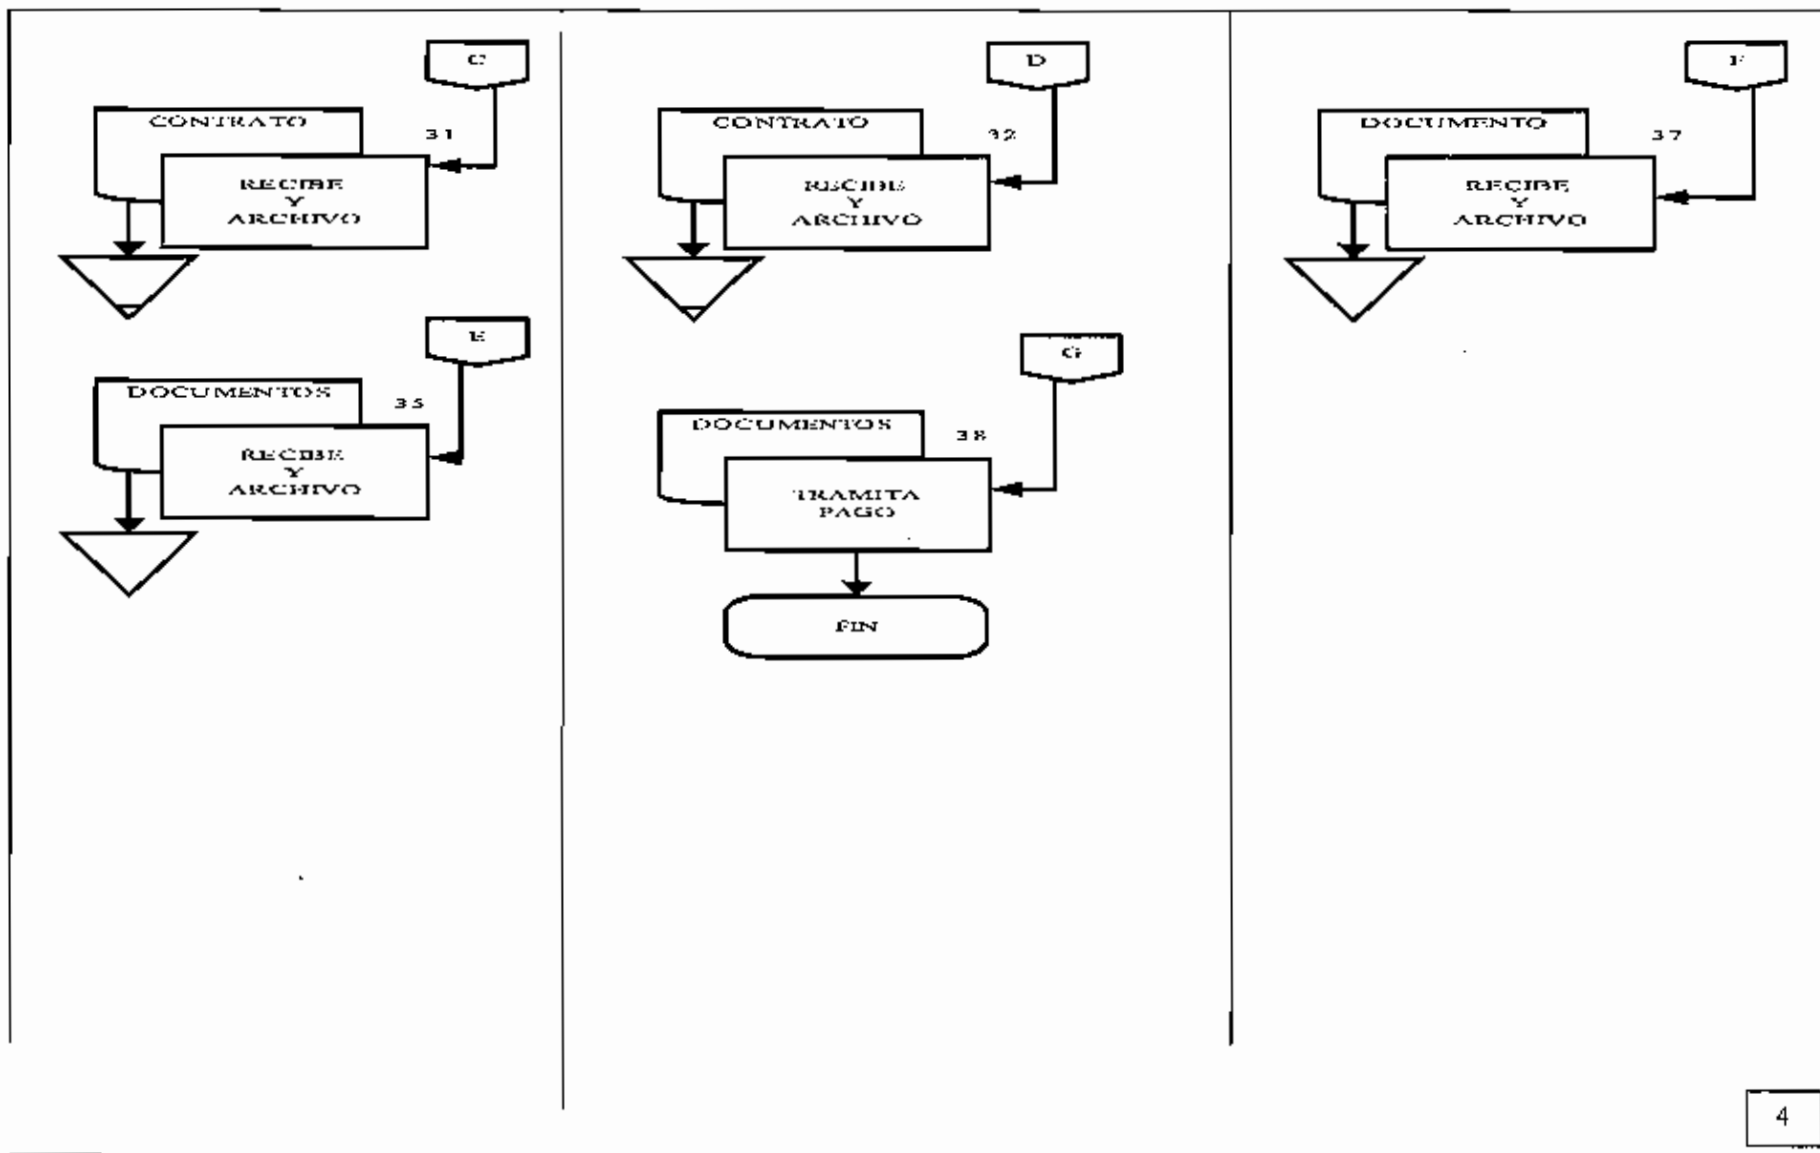 C
CONTRATO
31
RECIBE
Y
ARCHIVO
E
DOCUMENTOS
35
RECIBE
Y
ARCHIVO
D
CONTRATO
32
RECIBE
Y
ARCHIVO
G
DOCUMENTOS
38
TRAMITA
PAGO
FIN
F
DOCUMENTO
37
RECIBE
Y
ARCHIVO
4